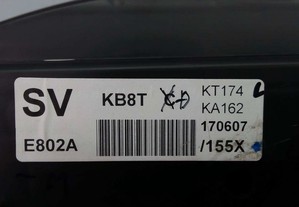 SV KB8T KT174
KA162
170607
E802A /155X